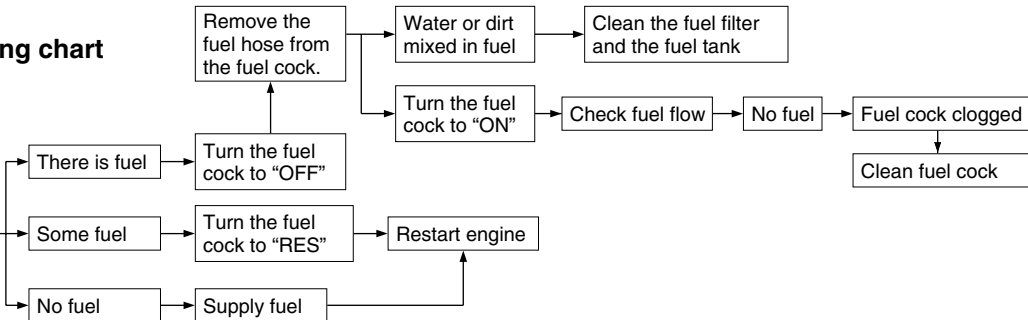 ng chart
Remove the
fuel hose from
the fuel cock.
Water or dirt
mixed in fuel
Clean the fuel filter
and the fuel tank
Turn the fuel
cock to “ON”
Check fuel flow
No fuel
Fuel cock clogged
Clean fuel cock
There is fuel
Turn the fuel
cock to “OFF”
Some fuel
Turn the fuel
cock to “RES”
Restart engine
No fuel
Supply fuel